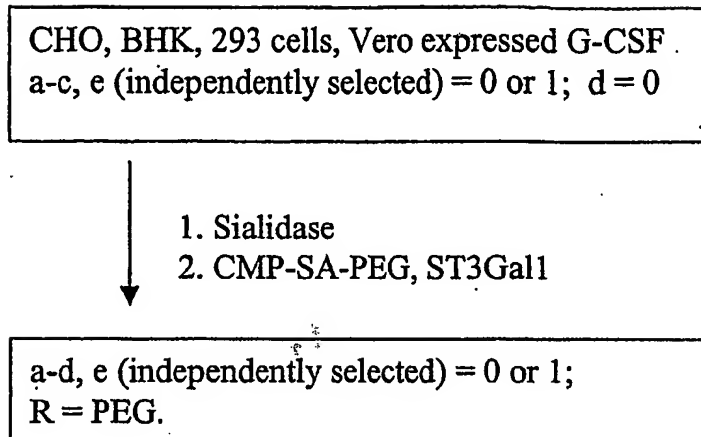 CHO, BHK, 293 cells, Vero expressed G-CSF
a-c, e (independently selected) = 0 or 1; d = 0
1. Sialidase
2. CMP-SA-PEG, ST3Gal1
a-d, e (independently selected) = 0 or 1;
R = PEG.